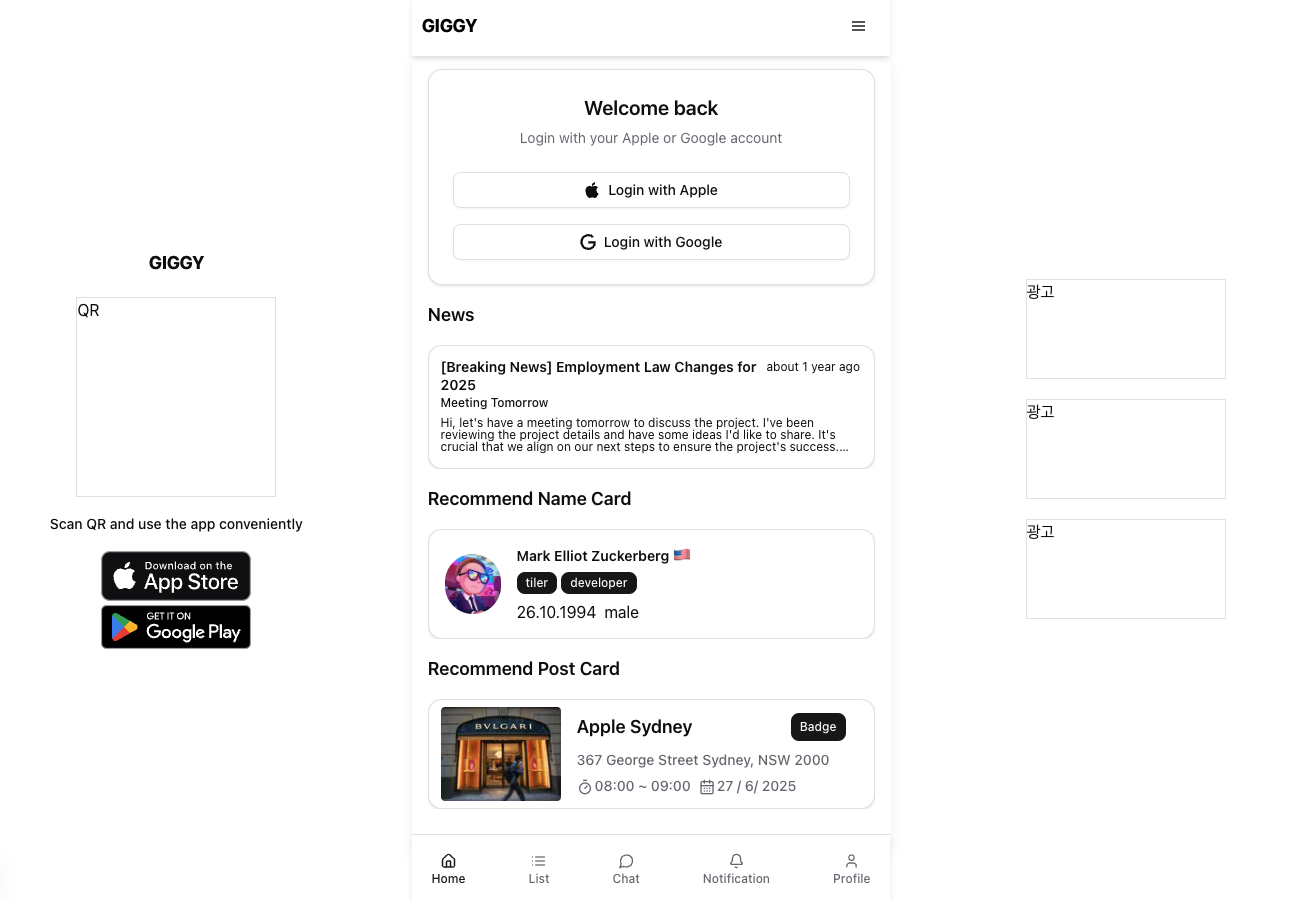 GIGGY
QR
Scan QR and use the app conveniently
Download on the
App Store
GET IT ON
Google Play
GIGGY
Welcome back
Login with your Apple or Google account
Login with Apple
Login with Google
News
[Breaking News] Employment Law Changes for
2025
about 1 year ago
Meeting Tomorrow
Hi, let's have a meeting tomorrow to discuss the project. I've been
reviewing the project details and have some ideas I'd like to share. It's
crucial that we align on our next steps to ensure the project's success....
Recommend Name Card
Mark Elliot Zuckerberg 🇺🇸
tiler developer
26.10.1994 male
Recommend Post Card
BVLGARI
Apple Sydney
Badge
367 George Street Sydney, NSW 2000
08:00 ~ 09:00 27 / 6/ 2025
Home List Chat Notification Profile
광고
광고
광고